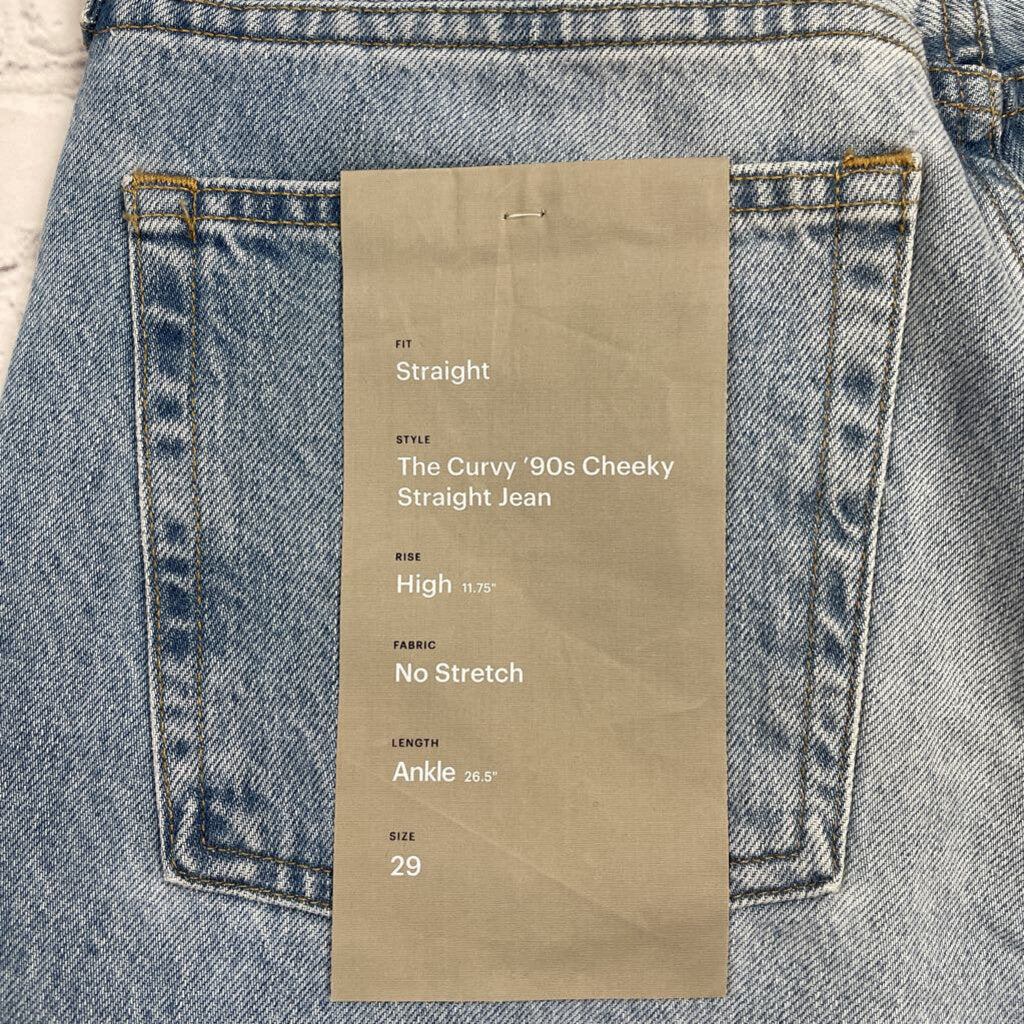 FIT
Straight
STYLE
The Curvy ’90s Cheeky
Straight Jean
RISE
High 11.75"
FABRIC
No Stretch
LENGTH
Ankle 26.5"
SIZE
29